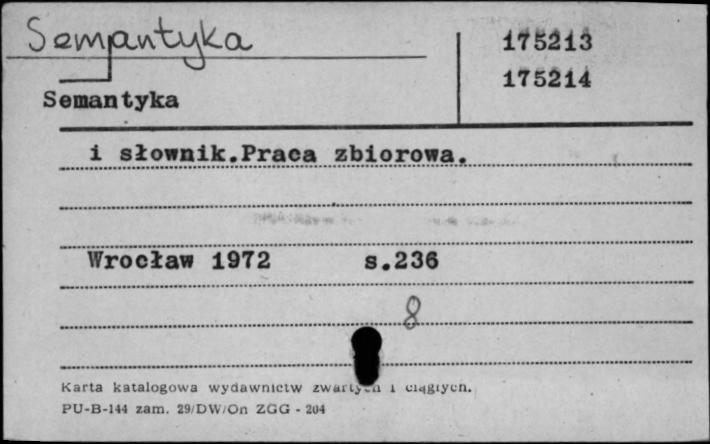 Semantyka
175213
175214
Semantyka
i słownik.Praca zbiorowa.
Wrocław 1972 s.236
8
Karta katalogowa wydawnictw zwartych i ciągłych.
PU-B-144 zam. 29/DW/On ZGG - 204